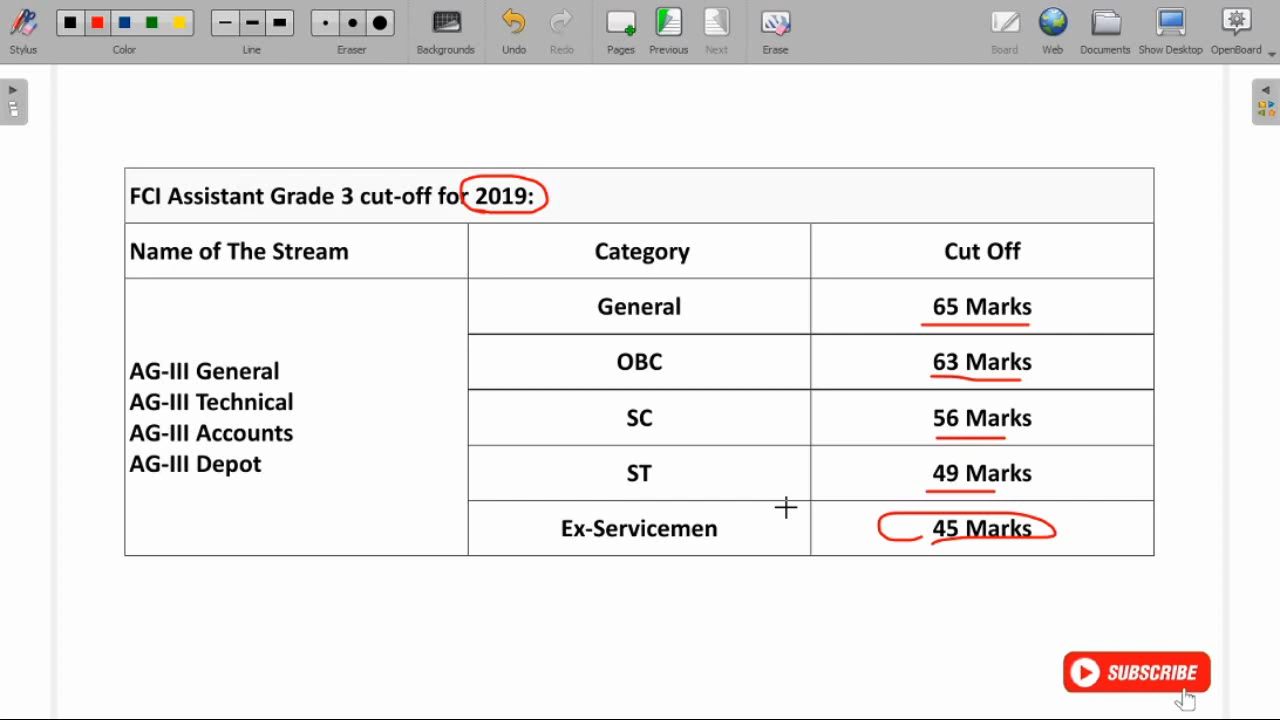 Stylus
Color
Line
Eraser
Backgrounds
Undo
Redo
Pages
Previous
Next
Erase
Board
Web
Documents
Show Desktop
OpenBoard
FCI Assistant Grade 3 cut-off for 2019:
Name of The Stream
Category
Cut Off
AG-III General
AG-III Technical
AG-III Accounts
AG-III Depot
General
65 Marks
OBC
63 Marks
SC
56 Marks
ST
49 Marks
Ex-Servicemen
45 Marks
SUBSCRIBE